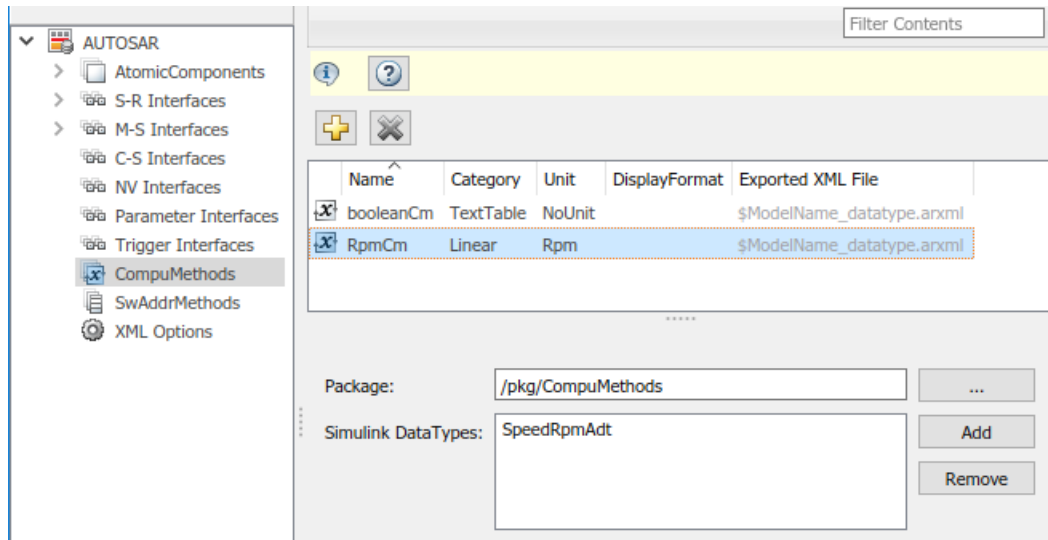 Filter Contents
AUTOSAR
AtomicComponents
S-R Interfaces
M-S Interfaces
C-S Interfaces
NV Interfaces
Parameter Interfaces
Trigger Interfaces
CompuMethods
SwAddrMethods
XML Options
Name Category Unit DisplayFormat Exported XML File
booleanCm TextTable NoUnit $ModelName_datatype.arxml
RpmCm Linear Rpm $ModelName_datatype.arxml
Package: /pkg/CompuMethods ...
Simulink DataTypes: SpeedRpmAdt Add
Remove